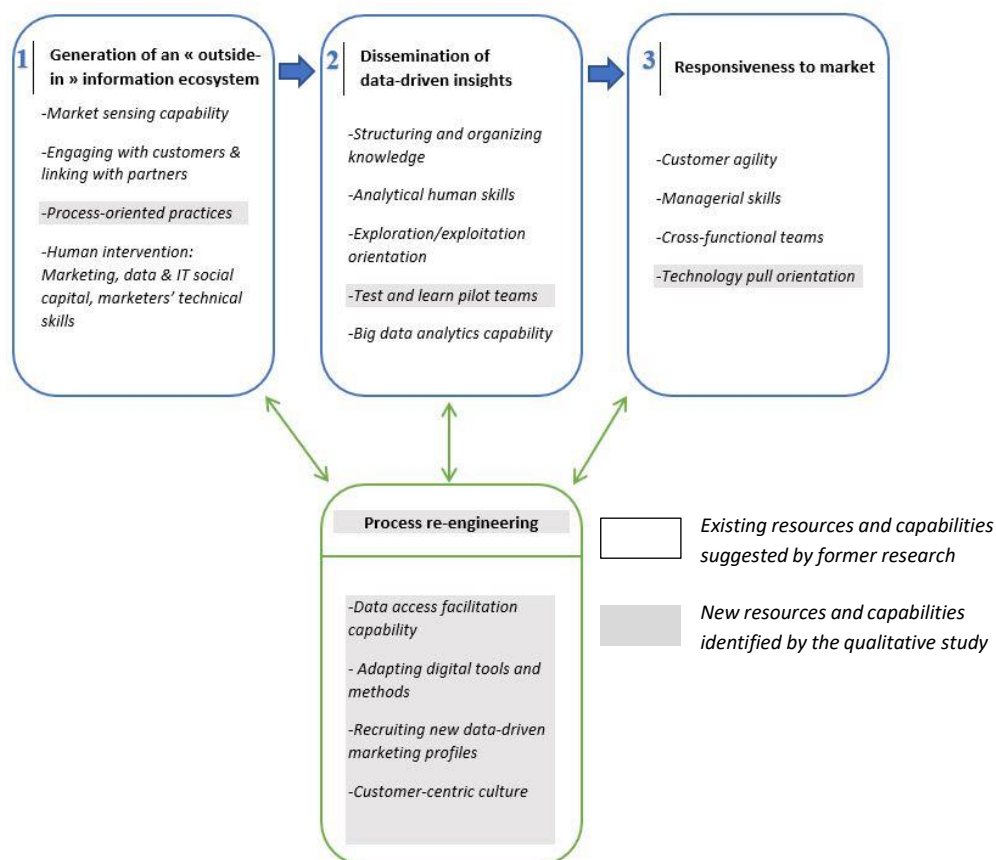 1
Generation of an « outside-
in » information ecosystem
-Market sensing capability
-Engaging with customers &
linking with partners
-Process-oriented practices
-Human intervention:
Marketing, data & IT social
capital, marketers’ technical
skills
2
Dissemination of
data-driven insights
-Structuring and organizing
knowledge
-Analytical human skills
-Exploration/exploitation
orientation
-Test and learn pilot teams
-Big data analytics capability
3
Responsiveness to market
-Customer agility
-Managerial skills
-Cross-functional teams
-Technology pull orientation
Process re-engineering
-Data access facilitation
capability
- Adapting digital tools and
methods
-Recruiting new data-driven
marketing profiles
-Customer-centric culture
Existing resources and capabilities
suggested by former research
New resources and capabilities
identified by the qualitative study